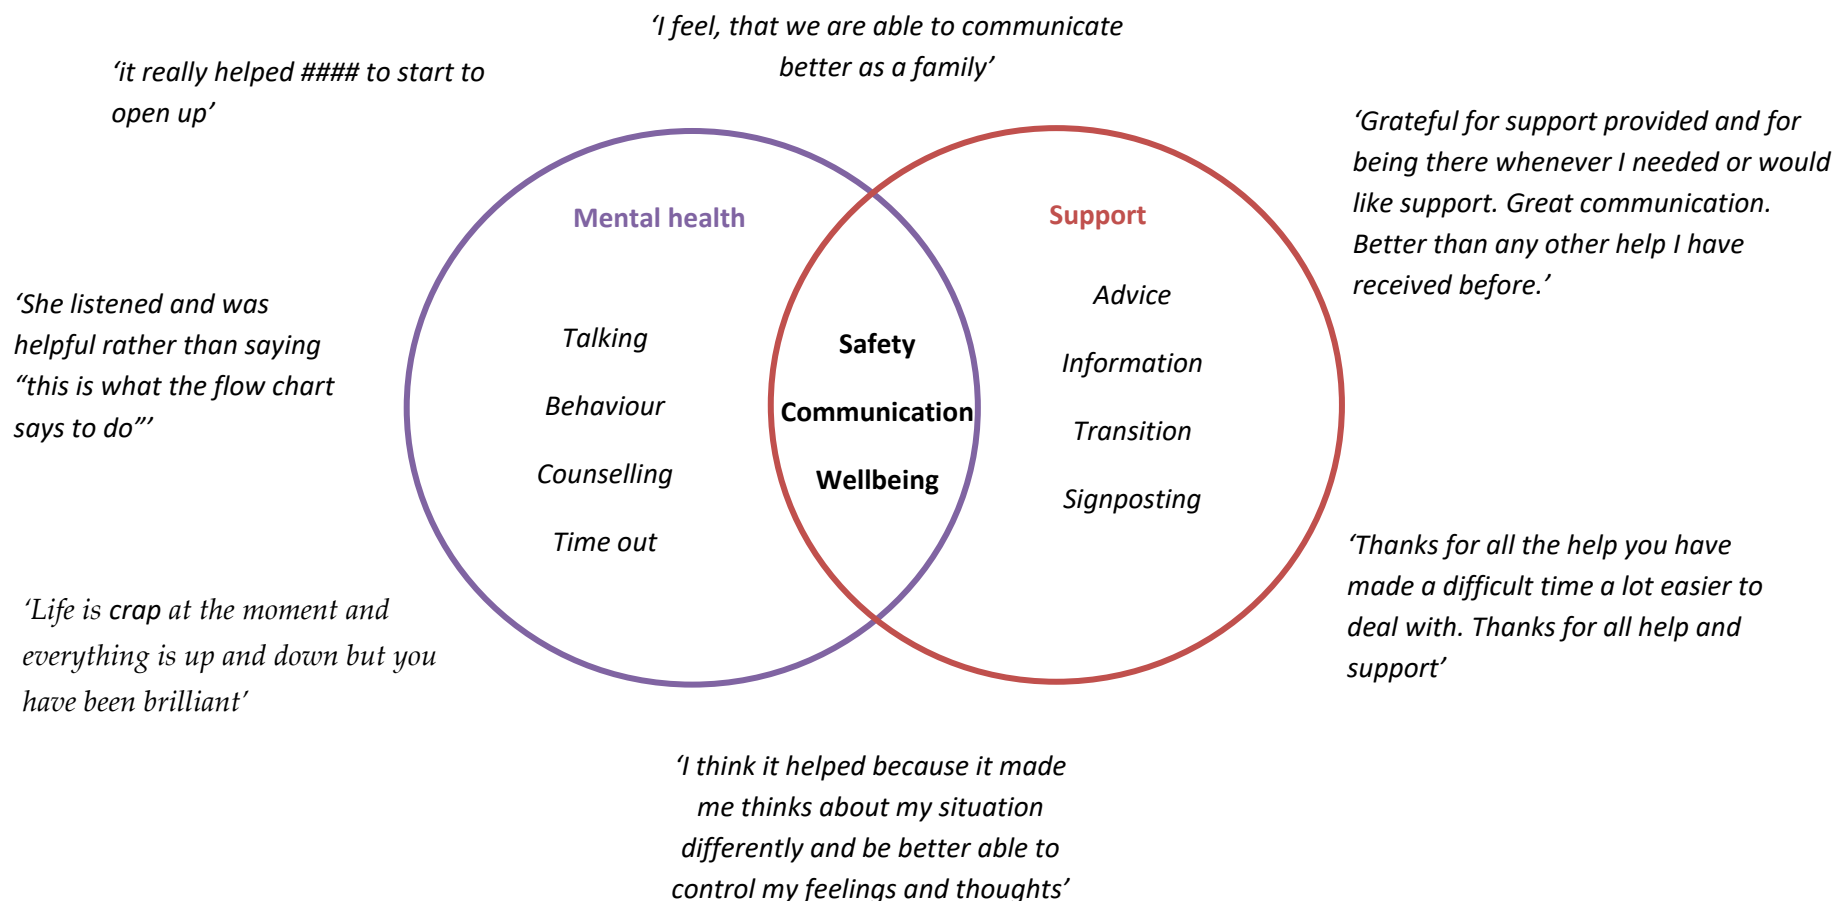 ‘I feel, that we are able to communicate
better as a family’
‘it really helped #### to start to
open up’
‘Grateful for support provided and for
being there whenever I needed or would
like support. Great communication.
Better than any other help I have
received before.’
‘She listened and was
helpful rather than saying
“this is what the flow chart
says to do”’
Mental health
Talking
Behaviour
Counselling
Time out
Safety
Communication
Wellbeing
Support
Advice
Information
Transition
Signposting
‘Life is crap at the moment and
everything is up and down but you
have been brilliant’
‘Thanks for all the help you have
made a difficult time a lot easier to
deal with. Thanks for all help and
support’
‘I think it helped because it made
me thinks about my situation
differently and be better able to
control my feelings and thoughts’